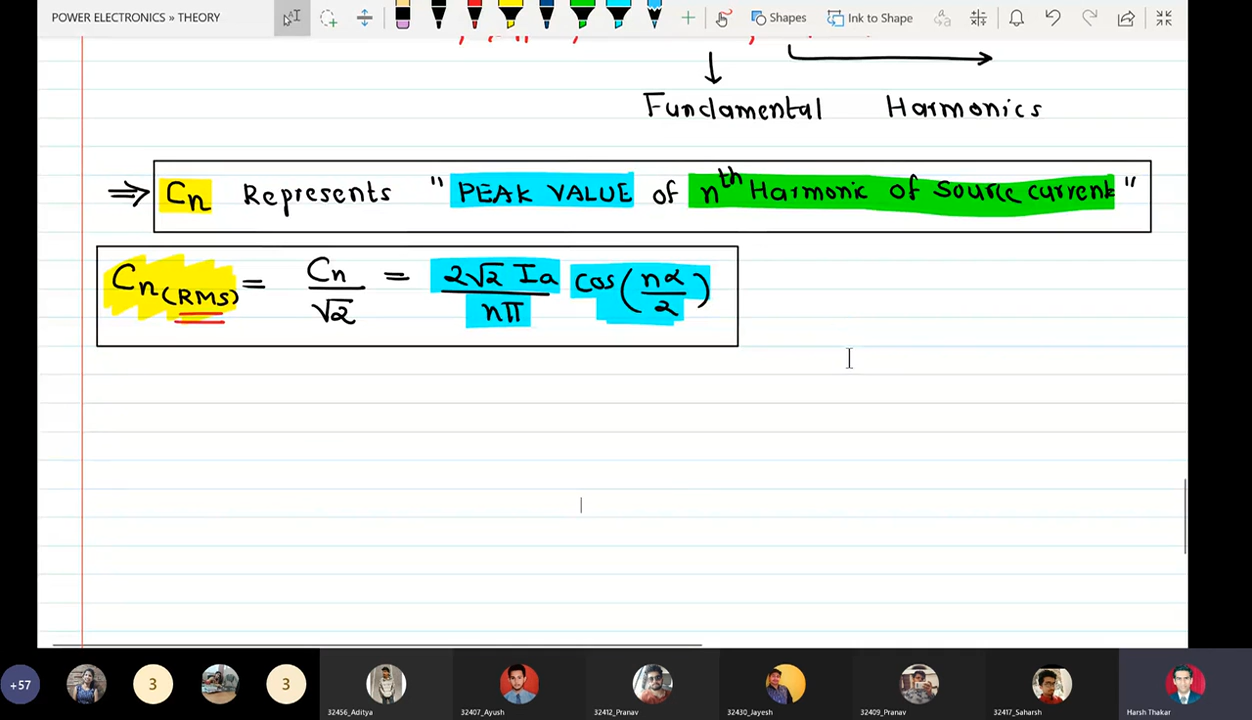 POWER ELECTRONICS » THEORY
Shapes
Ink to Shape
Fundamental Harmonics
⇒ Cn Represents "PEAK VALUE of nth Harmonic of source current"
Cn(RMS) = Cn/√2 = 2√2 Ia/nπ cos(nα/2)
+57
3
3
32456_Aditya
32407_Ayush
32412_Pranav
32430_Jayesh
32409_Pranav
32417_Saharsh
Harsh Thakar